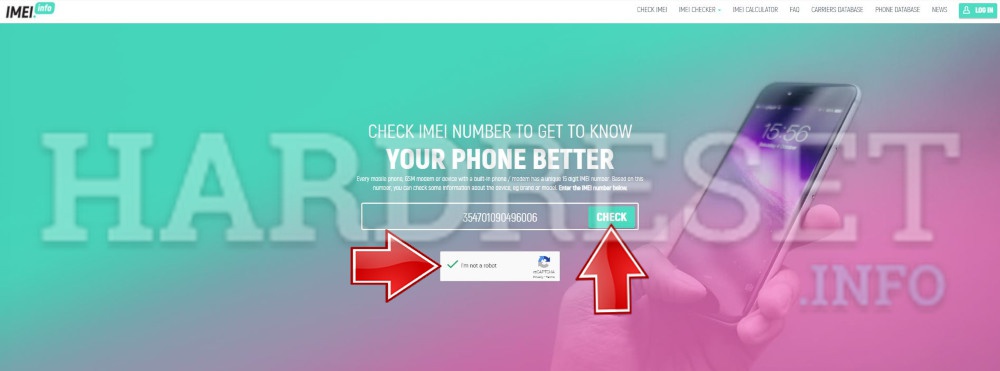 IMEI.info
CHECK IMEI IMEI CHECKER IMEI CALCULATOR FAQ CARRIERS DATABASE PHONE DATABASE NEWS LOG IN
CHECK IMEI NUMBER TO GET TO KNOW
YOUR PHONE BETTER
Every mobile phone, GSM modem or device with a built-in phone / modem has a unique 15 digit IMEI number. Based on this
number, you can check some information about the device, eg brand or model. Enter the IMEI number below.
354701090496006 CHECK
I'm not a robot
reCAPTCHA
Privacy - Terms
15:56
HARDRESET
.INFO